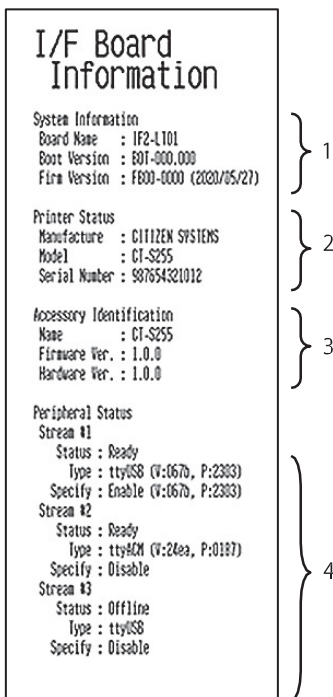 I/F Board
Information
System Information
Board Name : IF2-LT01
Boot Version : BOT-000.000
Firm Version : FB00-0000 (2020/05/27)
1
Printer Status
Manufacture : CITIZEN SYSTEMS
Model : CT-S255
Serial Number : 987654321012
2
Accessory Identification
Name : CT-S255
Firmware Ver. : 1.0.0
Hardware Ver. : 1.0.0
3
Peripheral Status
Stream #1
Status : Ready
Type : ttyUSB (V:067b, P:2303)
Specify : Enable (V:067b, P:2303)
Stream #2
Status : Ready
Type : ttyACM (V:24ea, P:0187)
Specify : Disable
Stream #3
Status : Offline
Type : ttyUSB
Specify : Disable
4